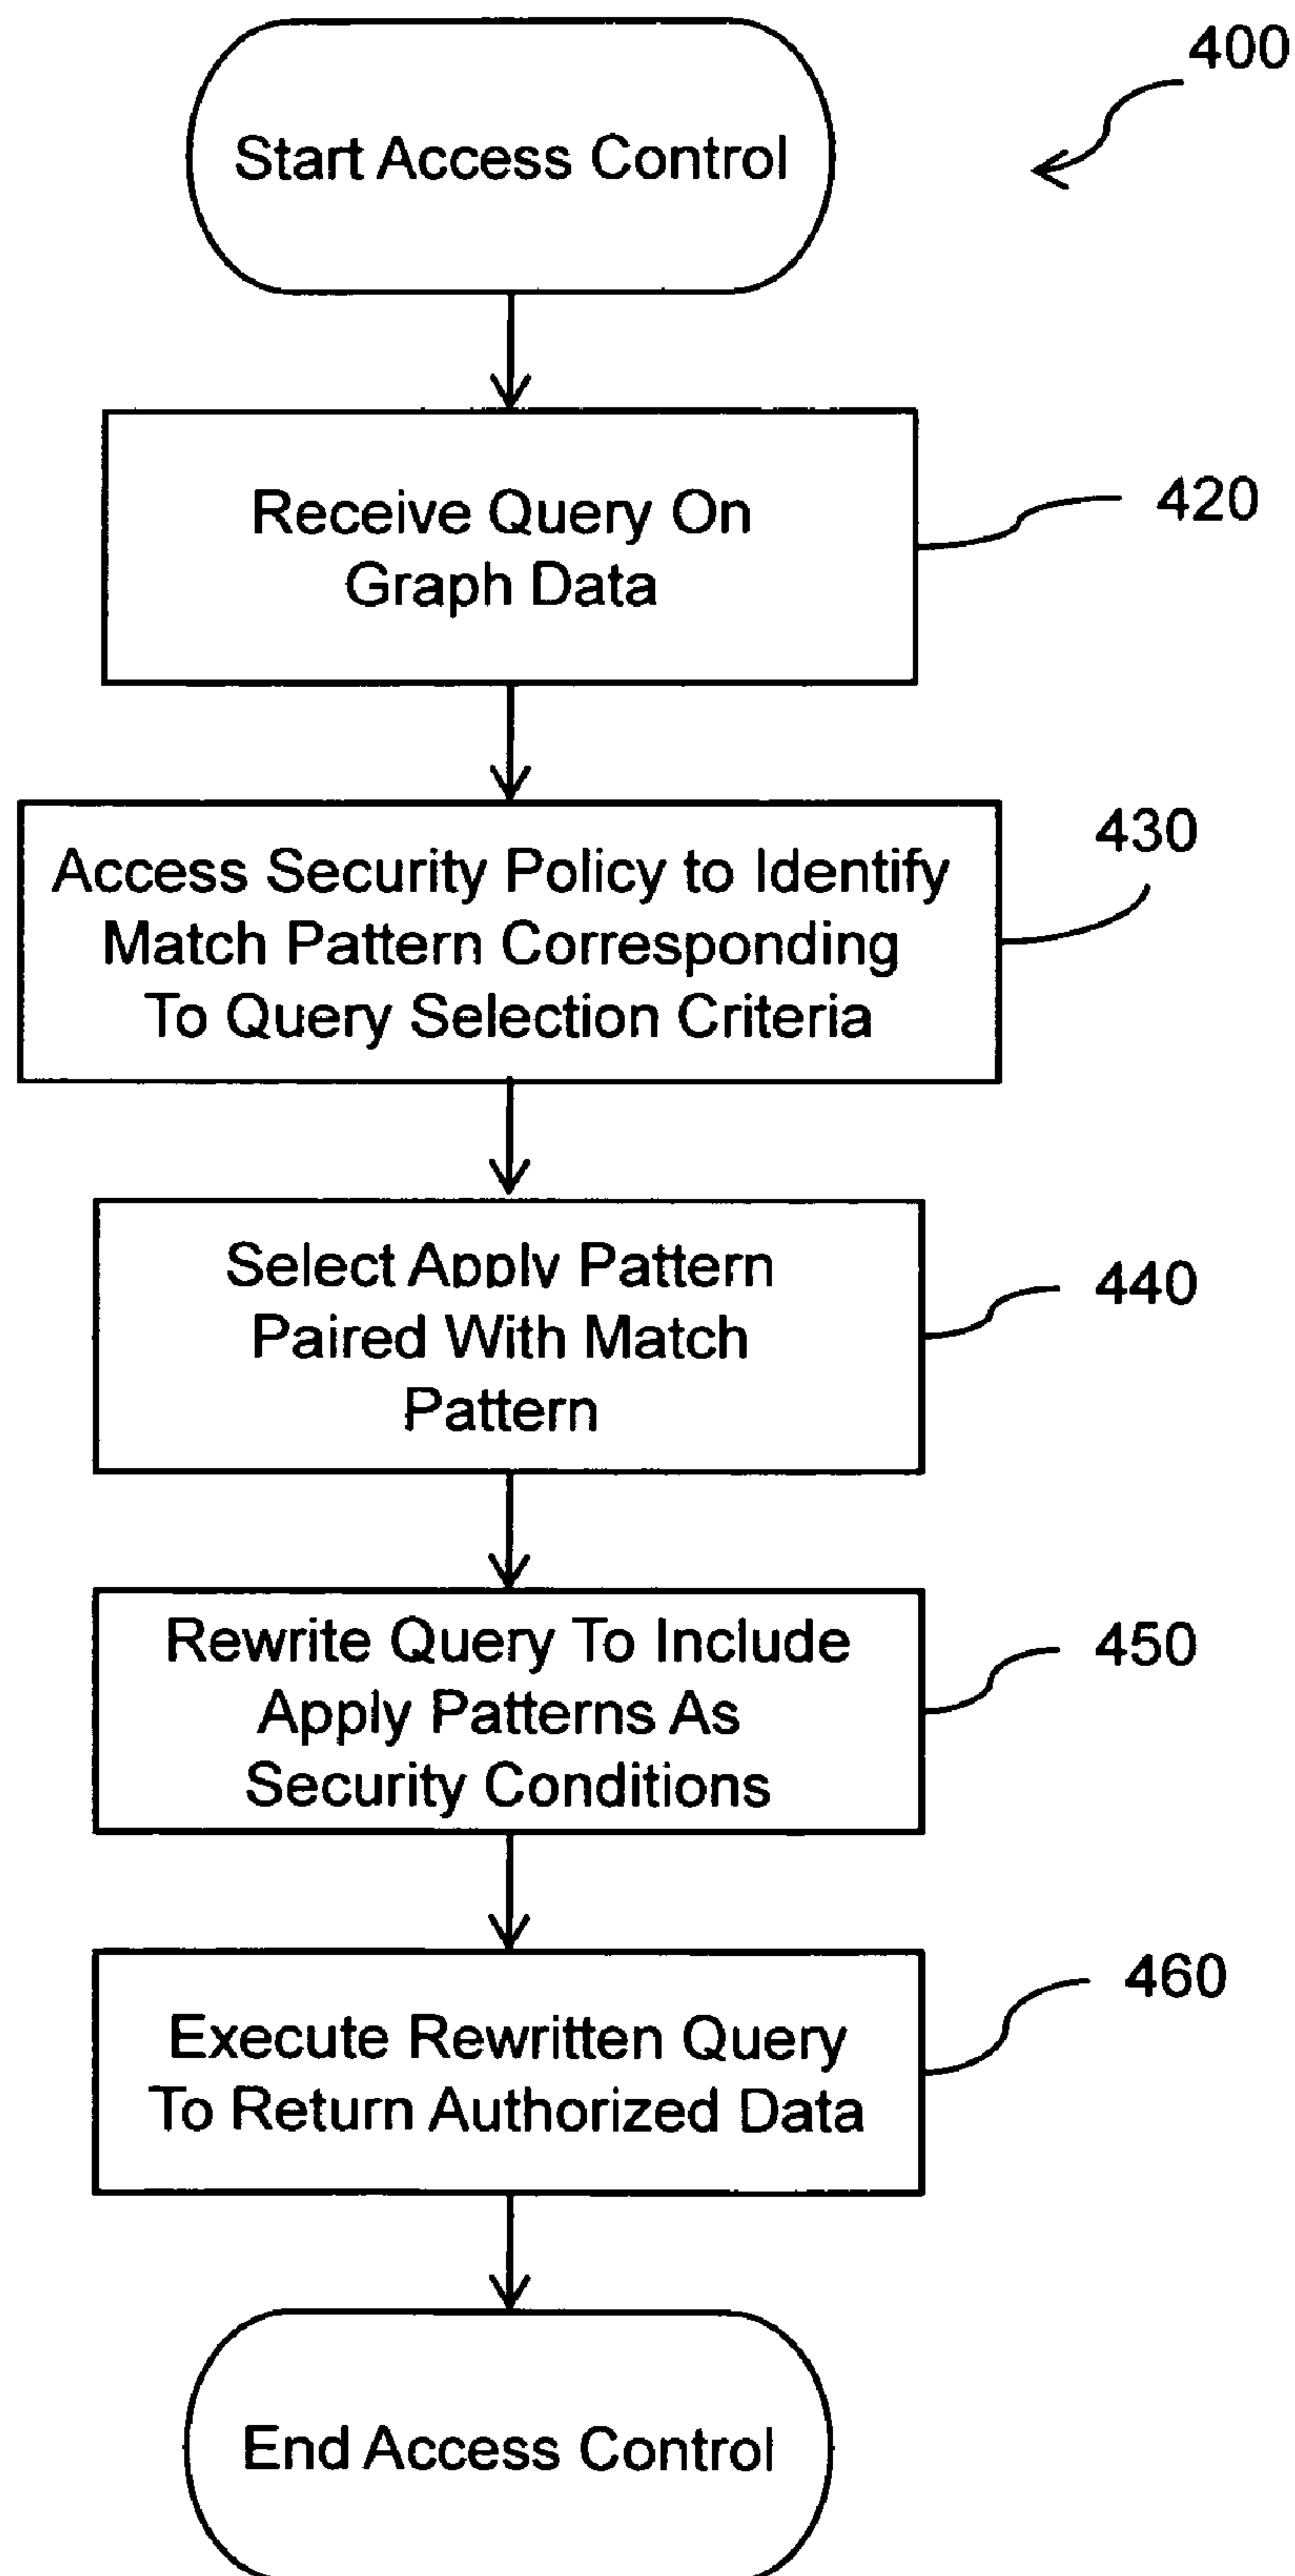 400
Start Access Control
Receive Query On
Graph Data
420
Access Security Policy to Identify
Match Pattern Corresponding
To Query Selection Criteria
430
Select Apply Pattern
Paired With Match
Pattern
440
Rewrite Query To Include
Apply Patterns As
Security Conditions
450
Execute Rewritten Query
To Return Authorized Data
460
End Access Control